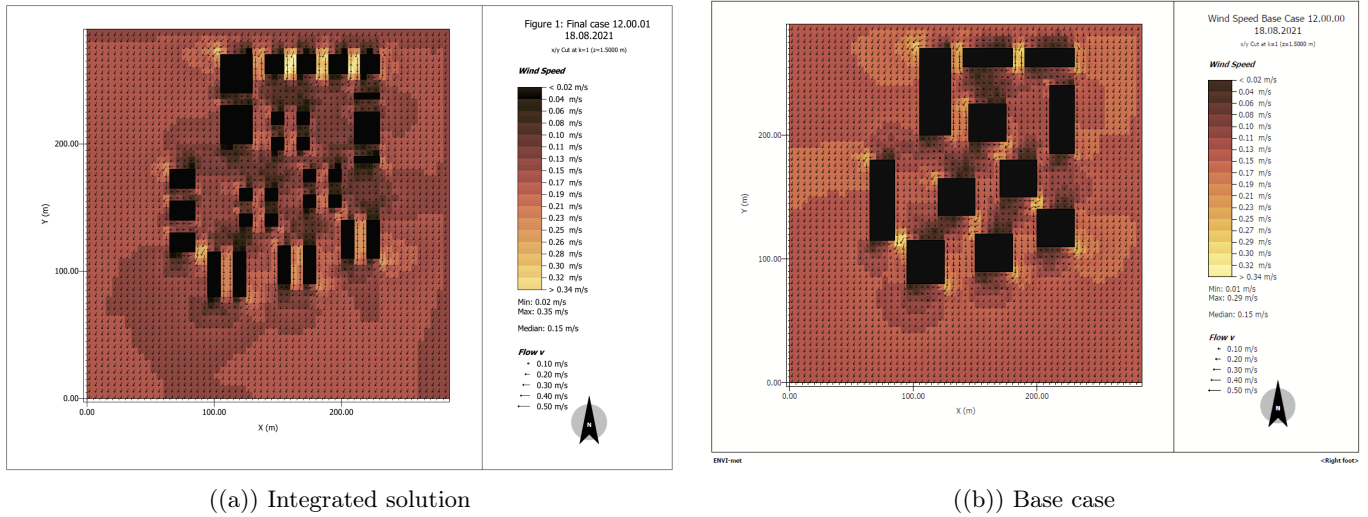 Figure 1: Final case 12.00.01
18.08.2021
x/y Cut at k=1 (z=1.5000 m)
Wind Speed
< 0.02 m/s
0.04 m/s
0.06 m/s
0.08 m/s
0.10 m/s
0.11 m/s
0.13 m/s
0.15 m/s
0.17 m/s
0.19 m/s
0.21 m/s
0.23 m/s
0.25 m/s
0.26 m/s
0.28 m/s
0.30 m/s
0.32 m/s
> 0.34 m/s
Min: 0.02 m/s
Max: 0.35 m/s
Median: 0.15 m/s
Flow v
0.10 m/s
0.20 m/s
0.30 m/s
0.40 m/s
0.50 m/s
N
200.00
100.00
0.00
Y (m)
0.00 100.00 200.00
X (m)
((a)) Integrated solution
Wind Speed Base Case 12.00.00
18.08.2021
x/y Cut at k=1 (z=1.5000 m)
Wind Speed
< 0.02 m/s
0.04 m/s
0.06 m/s
0.08 m/s
0.10 m/s
0.11 m/s
0.13 m/s
0.15 m/s
0.17 m/s
0.19 m/s
0.21 m/s
0.23 m/s
0.25 m/s
0.27 m/s
0.29 m/s
0.30 m/s
0.32 m/s
> 0.34 m/s
Min: 0.01 m/s
Max: 0.29 m/s
Median: 0.15 m/s
Flow v
0.10 m/s
0.20 m/s
0.30 m/s
0.40 m/s
0.50 m/s
N
200.00
100.00
0.00
Y (m)
0.00 100.00 200.00
X (m)
ENVI-met <Right foot>
((b)) Base case